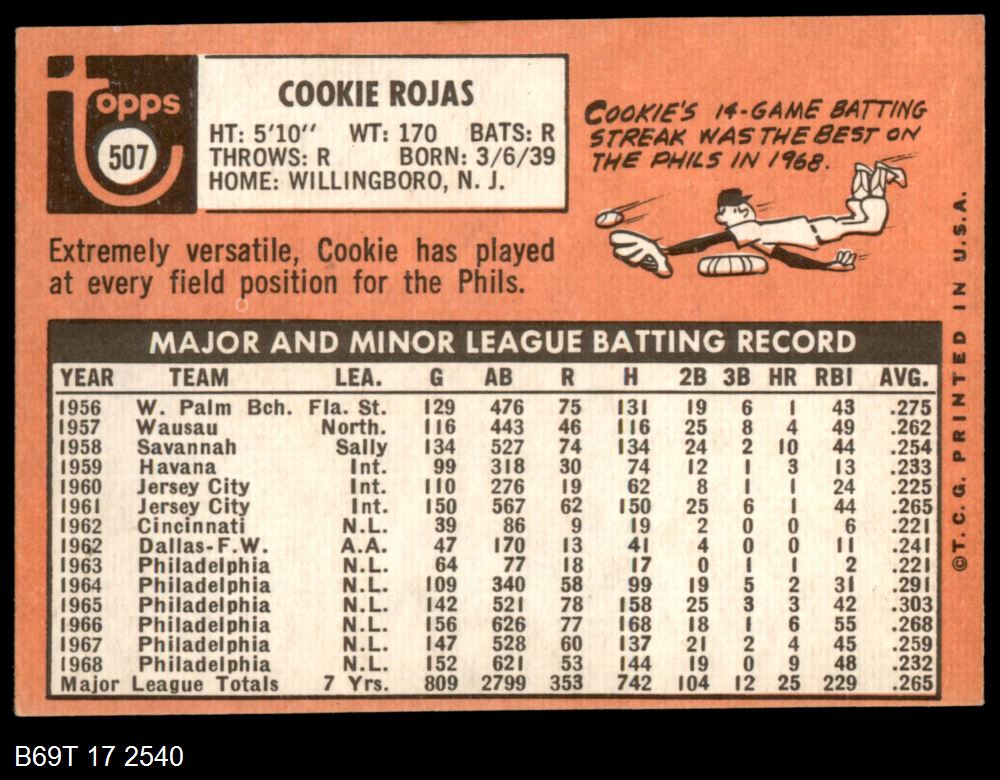 Topps
507
COOKIE ROJAS
HT: 5'10" WT: 170 BATS: R
THROWS: R BORN: 3/6/39
HOME: WILLINGBORO, N. J.
COOKIE'S 14-GAME BATTING
STREAK WAS THE BEST ON
THE PHILS IN 1968.
Extremely versatile, Cookie has played
at every field position for the Phils.
MAJOR AND MINOR LEAGUE BATTING RECORD
YEAR TEAM LEA. G AB R H 2B 3B HR RBI AVG.
1956 W. Palm Bch. Fla. St. 129 476 75 131 19 6 1 43 .275
1957 Wausau North. 116 443 46 116 25 8 4 49 .262
1958 Savannah Sally 134 527 74 134 24 2 10 44 .254
1959 Havana Int. 99 318 30 74 12 1 3 13 .233
1960 Jersey City Int. 110 276 19 62 8 1 1 24 .225
1961 Jersey City Int. 150 567 62 150 25 6 1 44 .265
1962 Cincinnati N.L. 39 86 9 19 2 0 0 6 .221
1962 Dallas-F.W. A.A. 47 170 13 41 4 0 0 11 .241
1963 Philadelphia N.L. 64 77 18 17 0 1 1 2 .221
1964 Philadelphia N.L. 109 340 58 99 19 5 2 31 .291
1965 Philadelphia N.L. 142 521 78 158 25 3 3 42 .303
1966 Philadelphia N.L. 156 626 77 168 18 1 6 55 .268
1967 Philadelphia N.L. 147 528 60 137 21 2 4 45 .259
1968 Philadelphia N.L. 152 621 53 144 19 0 9 48 .232
Major League Totals 7 Yrs. 809 2799 353 742 104 12 25 229 .265
©T. C. G. PRINTED IN U.S.A.
B69T 17 2540